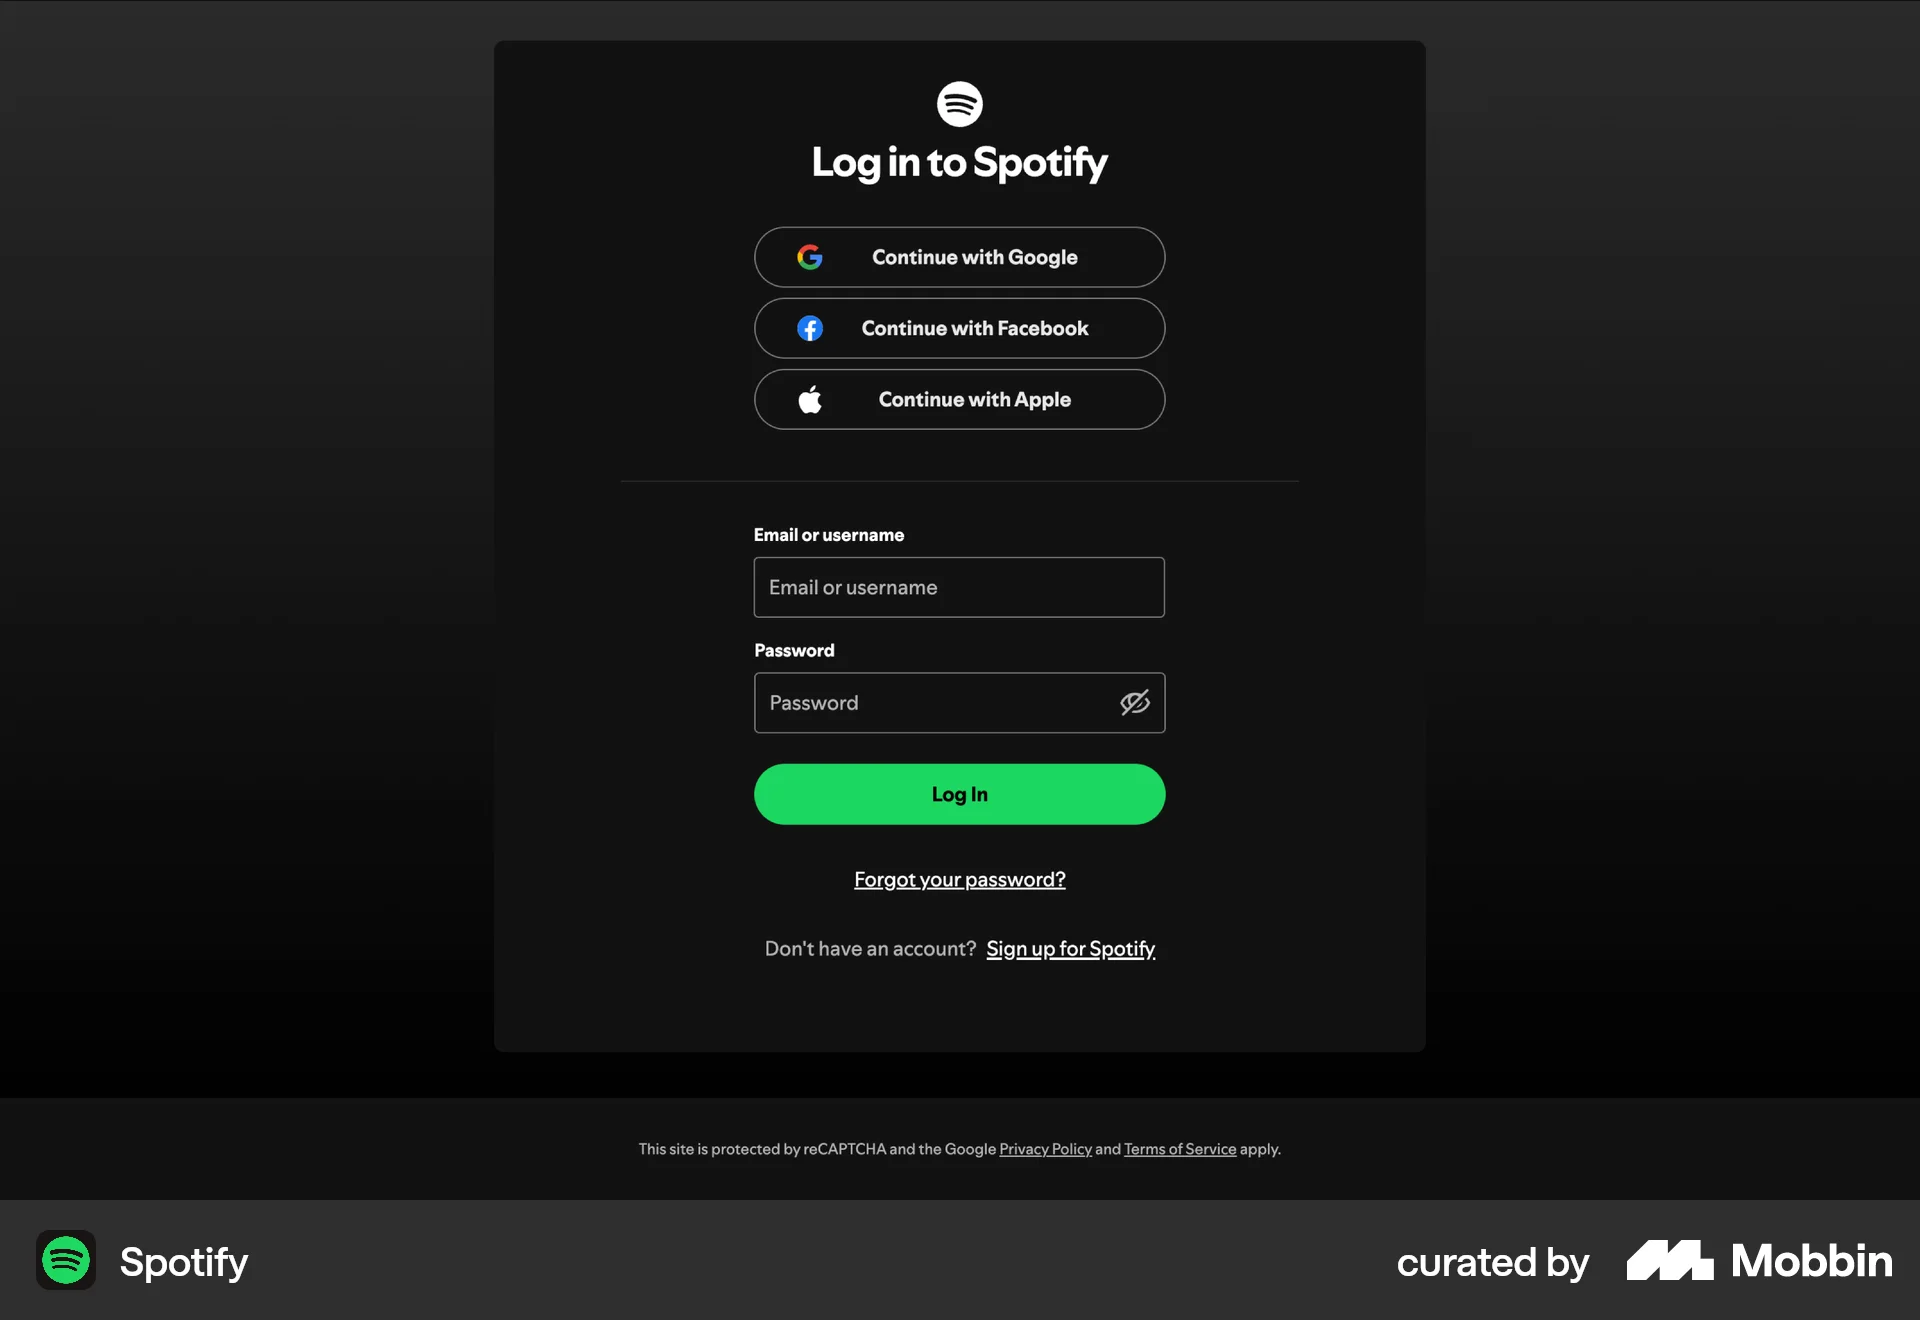 Log in to Spotify
Continue with Google
Continue with Facebook
Continue with Apple
Email or username
Email or username
Password
Password
Log In
Forgot your password?
Don't have an account? Sign up for Spotify
This site is protected by reCAPTCHA and the Google Privacy Policy and Terms of Service apply.
Spotify
curated by Mobbin